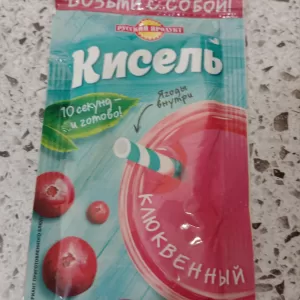 ВОЗЬМИ С СОБОЙ!
РУССКИЙ ПРОДУКТ
Кисель
10 секунд –
и готово!
Ягоды
внутри
КЛЮКВЕННЫЙ